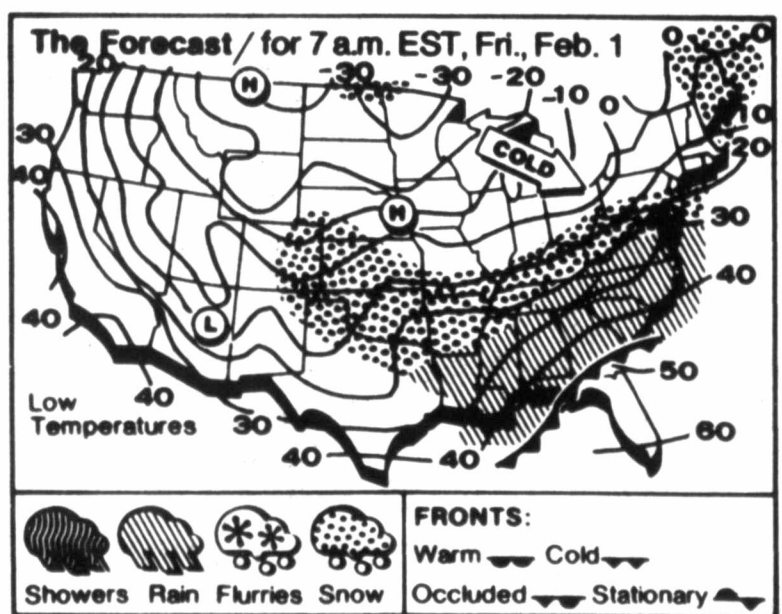 The Forecast / for 7 a.m. EST, Fri., Feb. 1
20 -30 -30 -20 -10 0 0 0
30 10
40 COLD 20
H
H
30
40
40 L
50
Low
Temperatures 40 30 60
40 40
FRONTS:
Warm Cold
Showers Rain Flurries Snow Occluded Stationary